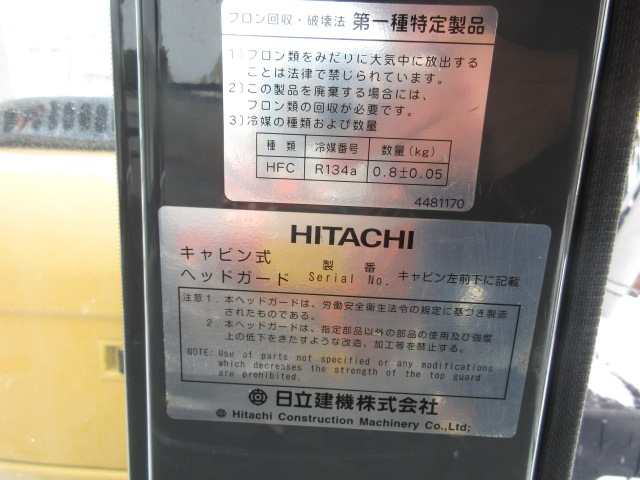 フロン回収・破壊法 第一種特定製品
1) フロン類をみだりに大気中に放出する
ことは法律で禁じられています。
2) この製品を廃棄する場合には、
フロン類の回収が必要です。
3) 冷媒の種類および数量
種 類 冷媒番号 数量(kg)
HFC R134a 0.8±0.05
4481170
HITACHI
キャビン式
ヘッドガード
製 番
Serial No.
キャビン左前下に記載
注意1. 本ヘッドガードは、労働安全衛生法令の規定に基づき製造
されたものである。
2. 本ヘッドガードは、指定部品以外の部品の使用及び強度
上の低下をきたすような改造、加工等を禁止する。
NOTE: Use of parts not specified or any modifications
which decreases the strength of the top guard
are prohibited.
日立建機株式会社
Hitachi Construction Machinery Co., Ltd.